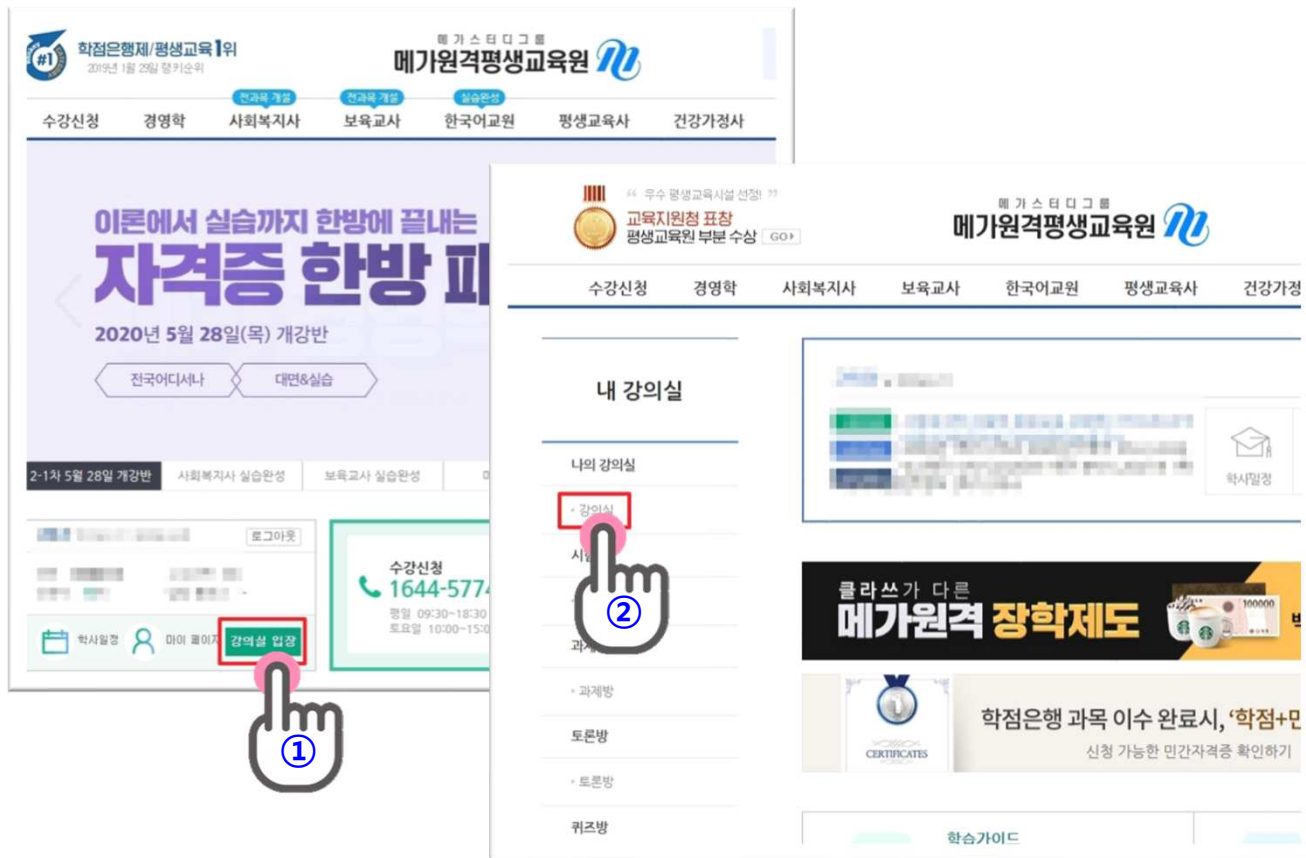 #1
학점은행제/평생교육 1위
2019년 1월 29일 랭키순위
메가스터디그룹
메가원격평생교육원
전과목 개설
전과목 개설
실습완성
수강신청 경영학 사회복지사 보육교사 한국어교원 평생교육사 건강가정사
이론에서 실습까지 한방에 끝내는
자격증 한방
2020년 5월 28일(목) 개강반
전국어디서나
대면&실습
2-1차 5월 28일 개강반
사회복지사 실습완성
보육교사 실습완성
로그아웃
학사일정
마이 페이지
강의실 입장
①
수강신청
1644-5774
평일 09:30~18:30
토요일 10:00~15:0
“ 우수 평생교육시설 선정! ”
교육지원청 표창
평생교육원 부분 수상
GO
메가스터디그룹
메가원격평생교육원
수강신청 경영학 사회복지사 보육교사 한국어교원 평생교육사 건강가정
내 강의실
나의 강의실
· 강의실
②
· 과제방
토론방
· 토론방
퀴즈방
학사일정
클라쓰가 다른
메가원격 장학제도
100000
1
CERTIFICATES
학점은행 과목 이수 완료시, ‘학점+민
신청 가능한 민간자격증 확인하기
학습가이드